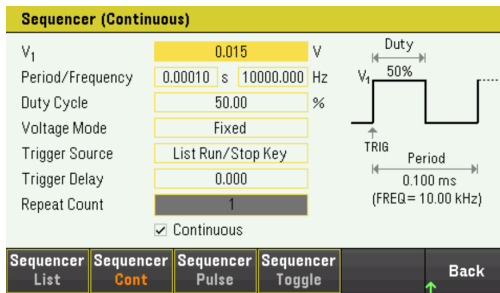 Sequencer (Continuous)
V1 0.015 V
Period/Frequency 0.00010 s 10000.000 Hz
Duty Cycle 50.00 %
Voltage Mode Fixed
Trigger Source List Run/Stop Key
Trigger Delay 0.000
Repeat Count 1
Continuous
Duty
50%
V1
TRIG
Period
0.100 ms
(FREQ= 10.00 kHz)
Sequencer List
Sequencer Cont
Sequencer Pulse
Sequencer Toggle
Back